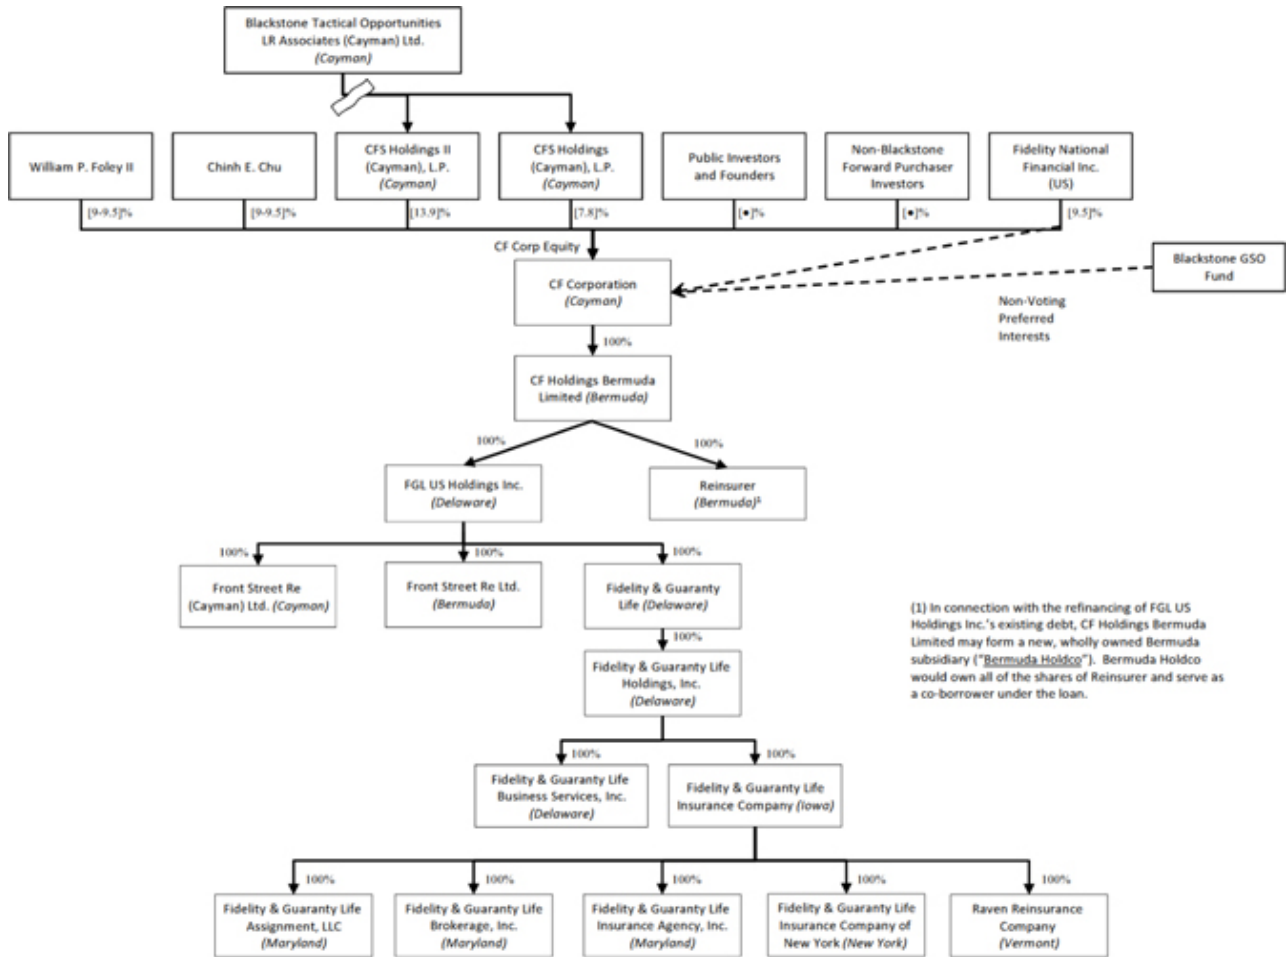 Blackstone Tactical Opportunities
LR Associates (Cayman) Ltd.
(Cayman)
William P. Foley II
Chinh E. Chu
CFS Holdings II
(Cayman), L.P.
(Cayman)
CFS Holdings
(Cayman), L.P.
(Cayman)
Public Investors
and Founders
Non-Blackstone
Forward Purchaser
Investors
Fidelity National
Financial Inc.
(US)
[9-9.5]%
[9-9.5]%
[13.9]%
[7.8]%
[●]%
[●]%
[9.5]%
CF Corp Equity
Blackstone GSO
Fund
CF Corporation
(Cayman)
Non-Voting
Preferred
Interests
100%
CF Holdings Bermuda
Limited (Bermuda)
100%
100%
FGL US Holdings Inc.
(Delaware)
Reinsurer
(Bermuda)¹
100%
100%
100%
Front Street Re
(Cayman) Ltd. (Cayman)
Front Street Re Ltd.
(Bermuda)
Fidelity & Guaranty
Life (Delaware)
(1) In connection with the refinancing of FGL US
Holdings Inc.'s existing debt, CF Holdings Bermuda
Limited may form a new, wholly owned Bermuda
subsidiary ("Bermuda Holdco"). Bermuda Holdco
would own all of the shares of Reinsurer and serve as
a co-borrower under the loan.
100%
Fidelity & Guaranty Life
Holdings, Inc.
(Delaware)
100%
100%
Fidelity & Guaranty Life
Business Services, Inc.
(Delaware)
Fidelity & Guaranty Life
Insurance Company (Iowa)
100%
100%
100%
100%
100%
Fidelity & Guaranty Life
Assignment, LLC
(Maryland)
Fidelity & Guaranty Life
Brokerage, Inc.
(Maryland)
Fidelity & Guaranty Life
Insurance Agency, Inc.
(Maryland)
Fidelity & Guaranty Life
Insurance Company of
New York (New York)
Raven Reinsurance
Company
(Vermont)